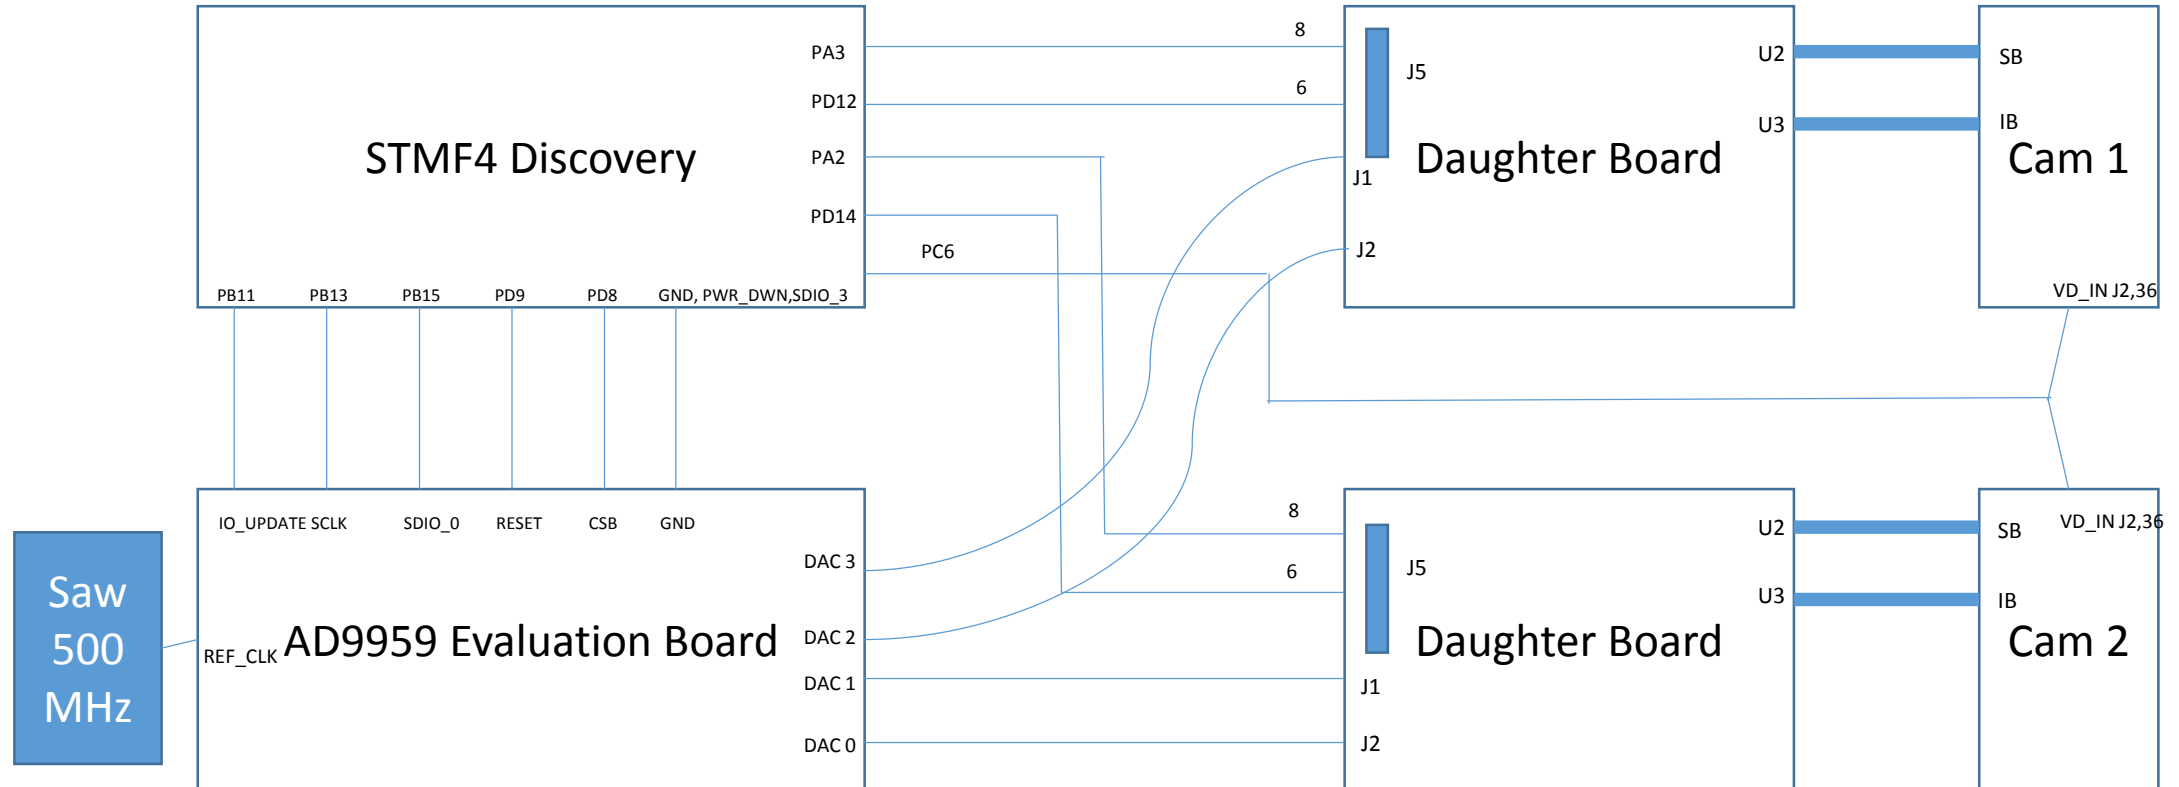 PA3
PD12
PA2
PD14
STMF4 Discovery
PC6
PB11 PB13 PB15 PD9 PD8 GND, PWR_DWN,SDIO_3
8
6
J5
J1
J2
Daughter Board
U2
U3
SB
IB
Cam 1
VD_IN J2,36
Saw
500
MHz
IO_UPDATE SCLK SDIO_0 RESET CSB GND
REF_CLK
AD9959 Evaluation Board
DAC 3
DAC 2
DAC 1
DAC 0
8
6
J5
J1
J2
Daughter Board
U2
U3
SB
IB
VD_IN J2,36
Cam 2